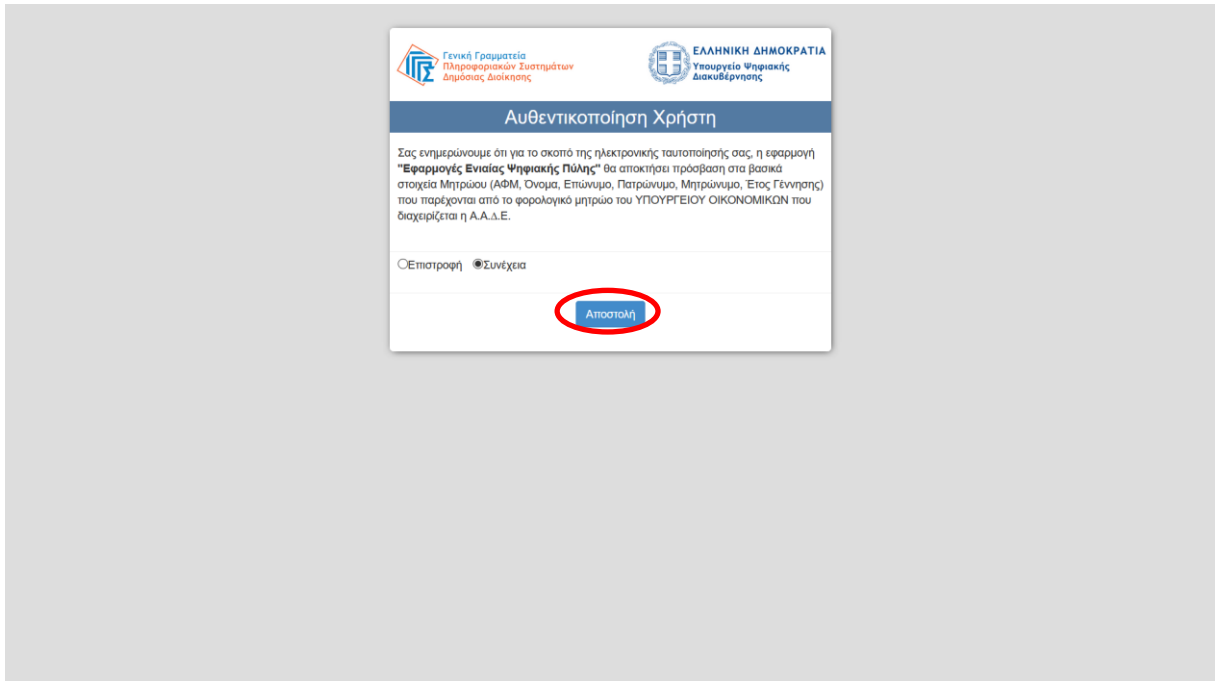 Γενική Γραμματεία
Πληροφοριακών Συστημάτων
Δημόσιας Διοίκησης
ΕΛΛΗΝΙΚΗ ΔΗΜΟΚΡΑΤΙΑ
Υπουργείο Ψηφιακής
Διακυβέρνησης
Αυθεντικοποίηση Χρήστη
Σας ενημερώνουμε ότι για το σκοπό της ηλεκτρονικής ταυτοποίησής σας, η εφαρμογή
"Εφαρμογές Ενιαίας Ψηφιακής Πύλης" θα αποκτήσει πρόσβαση στα βασικά
στοιχεία Μητρώου (ΑΦΜ, Όνομα, Επώνυμο, Πατρώνυμο, Μητρώνυμο, Έτος Γέννησης)
που παρέχονται από το φορολογικό μητρώο του ΥΠΟΥΡΓΕΙΟΥ ΟΙΚΟΝΟΜΙΚΩΝ που
διαχειρίζεται η Α.Α.Δ.Ε.
Επιστροφή Συνέχεια
Αποστολή